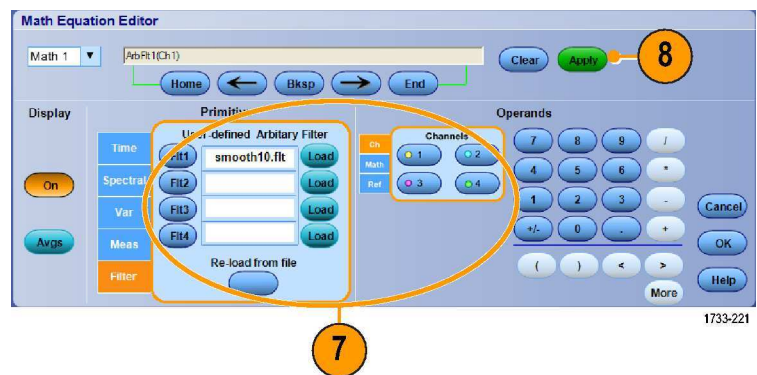 Math Equation Editor
Math 1
ArbFlt1(Ch1)
Clear
Apply
8
Home
Bksp
End
Display
Operands
User-defined Arbitary Filter
Channels
Time
Flt1
smooth10.flt
Load
Ch
1
2
7
8
9
/
Spectral
Flt2
Load
Math
4
5
6
*
On
Ref
3
4
Var
Flt3
Load
1
2
3
-
Cancel
Avgs
Meas
Flt4
Load
+/-
0
.
+
OK
Filter
Re-load from file
(
)
<
>
Help
More
1733-221
7